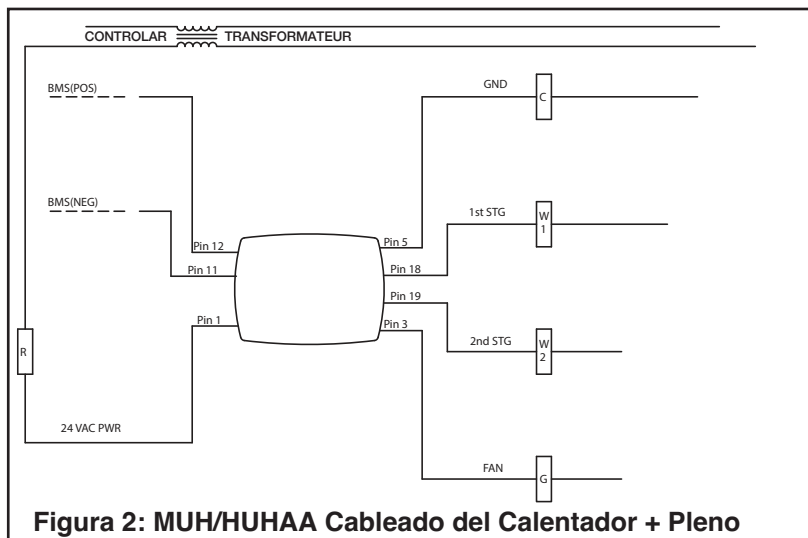 CONTROLAR TRANSFORMATEUR
BMS(POS)
GND
C
BMS(NEG)
1st STG
W
1
Pin 12
Pin 5
Pin 11
Pin 18
Pin 19
Pin 1
Pin 3
R
2nd STG
W
2
24 VAC PWR
FAN
G
Figura 2: MUH/HUHAA Cableado del Calentador + Pleno